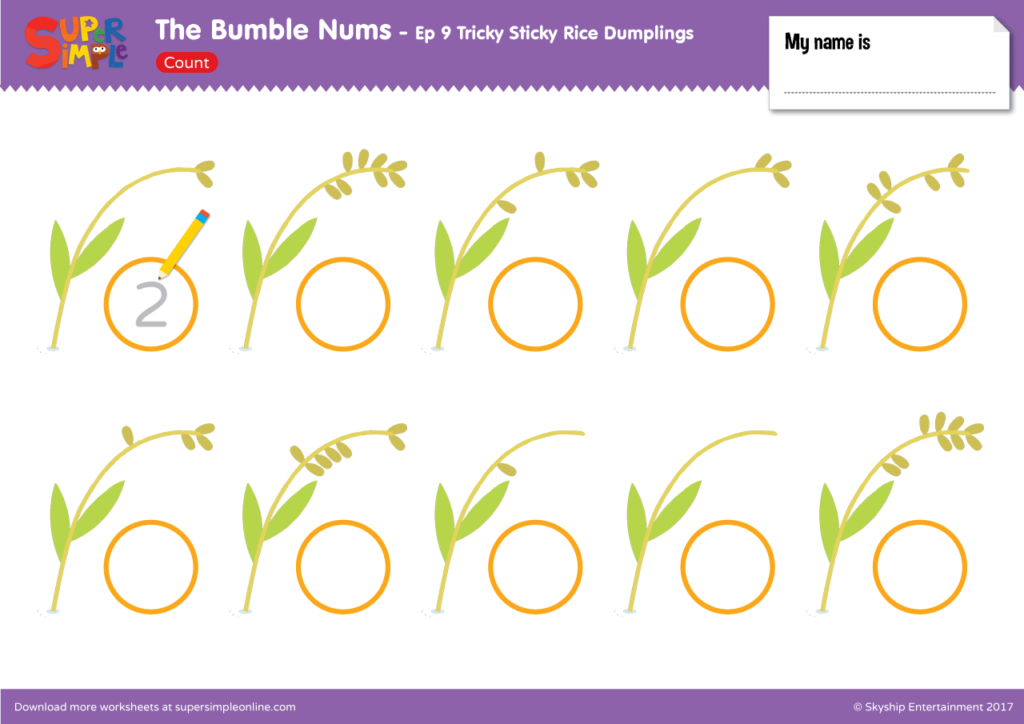 SUPER
SIMPLE
The Bumble Nums - Ep 9 Tricky Sticky Rice Dumplings
Count
My name is
2
Download more worksheets at supersimpleonline.com
© Skyship Entertainment 2017